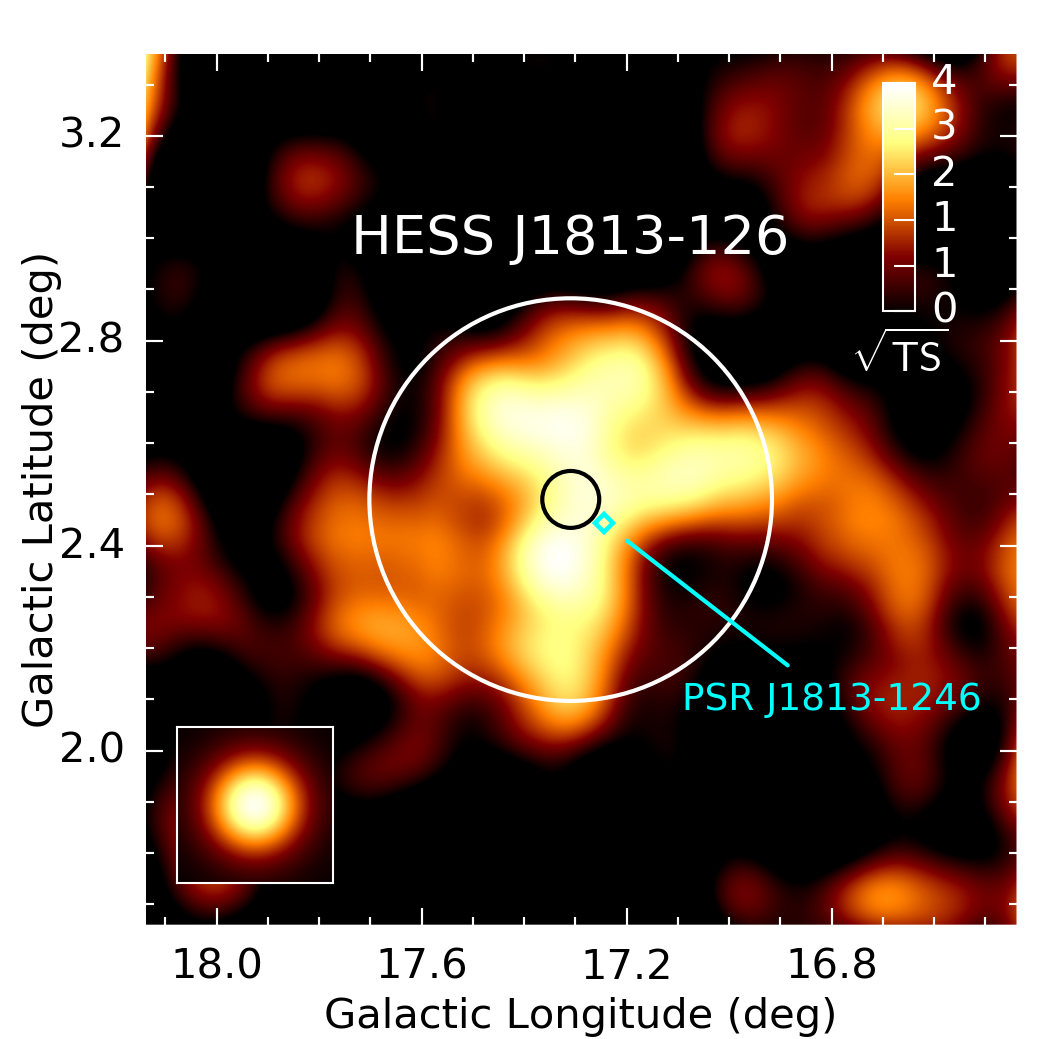 4
3.2
3
2
HESS J1813-126
1
1
0
2.8
√TS
Galactic Latitude (deg)
2.4
PSR J1813-1246
2.0
18.0 17.6 17.2 16.8
Galactic Longitude (deg)